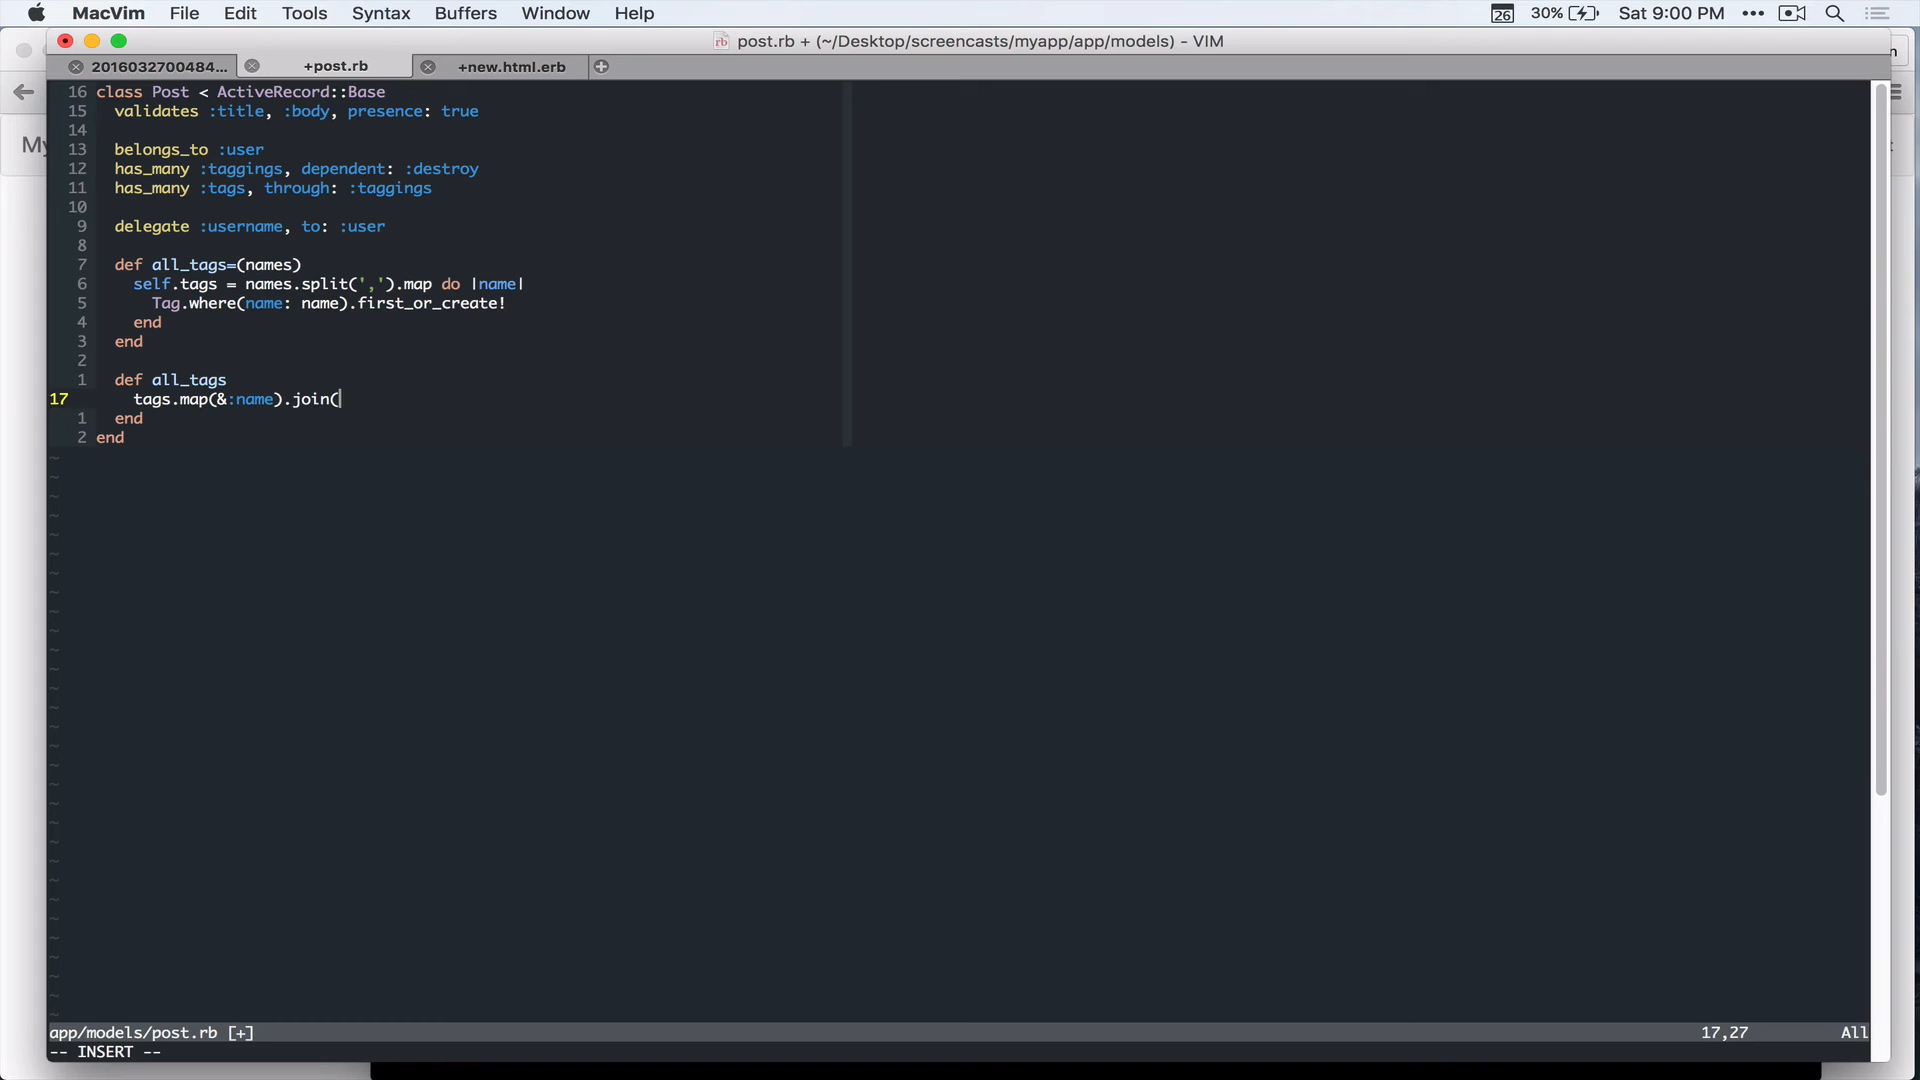 MacVim File Edit Tools Syntax Buffers Window Help 26 30% Sat 9:00 PM
post.rb + (~/Desktop/screencasts/myapp/app/models) - VIM
2016032700484... +post.rb +new.html.erb
16 class Post < ActiveRecord::Base
15 validates :title, :body, presence: true
14
13 belongs_to :user
12 has_many :taggings, dependent: :destroy
11 has_many :tags, through: :taggings
10
9 delegate :username, to: :user
8
7 def all_tags=(names)
6 self.tags = names.split(',').map do |name|
5 Tag.where(name: name).first_or_create!
4 end
3 end
2
1 def all_tags
17 tags.map(&:name).join(
1 end
2 end
app/models/post.rb [+] 17,27 All
-- INSERT --